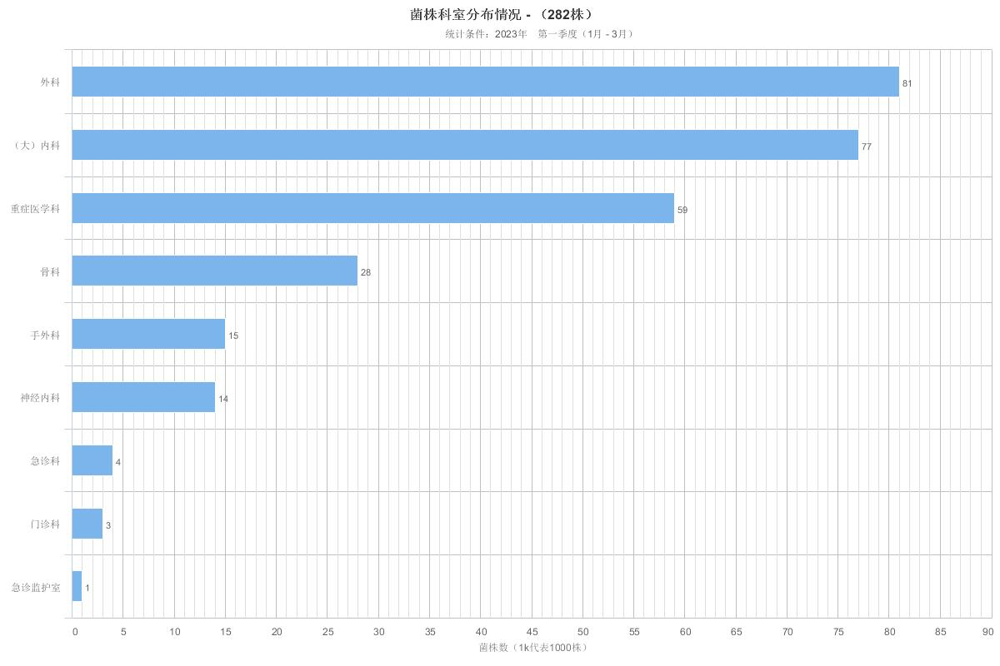 菌株科室分布情况 - （282株）
统计条件：2023年　第一季度（1月 - 3月）
外科 81
（大）内科 77
重症医学科 59
骨科 28
手外科 15
神经内科 14
急诊科 4
门诊科 3
急诊监护室 1
0 5 10 15 20 25 30 35 40 45 50 55 60 65 70 75 80 85 90
菌株数（1k代表1000株）